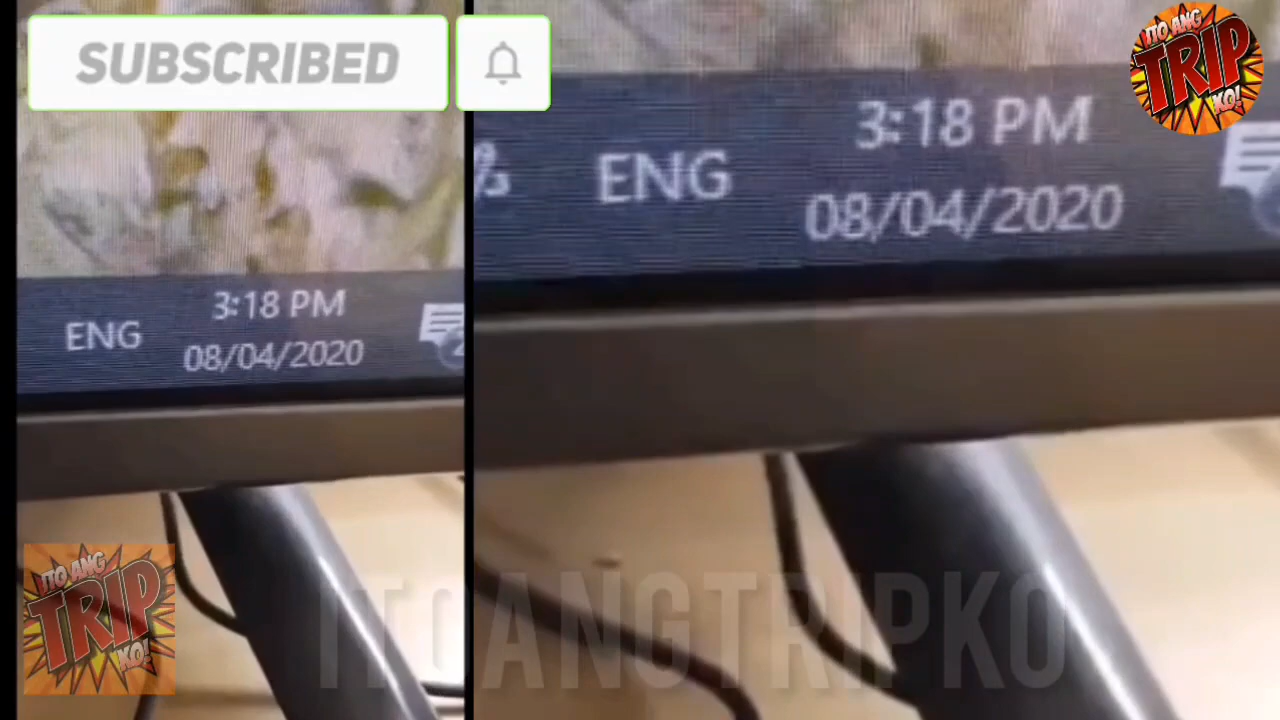 SUBSCRIBED
ITO ANG
TRIP
KO!
3:18 PM
ENG
08/04/2020
3:18 PM
ENG
08/04/2020
2
ITO ANG
TRIP
KO!
ITOANGTRIPKO